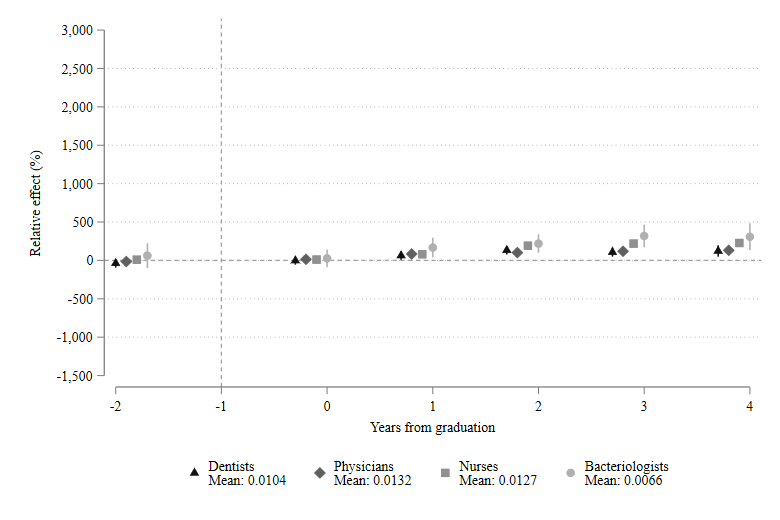 3,000
2,500
2,000
1,500
1,000
500
0
-500
-1,000
-1,500
Relative effect (%)
-2 -1 0 1 2 3 4
Years from graduation
Dentists Physicians Nurses Bacteriologists
Mean: 0.0104 Mean: 0.0132 Mean: 0.0127 Mean: 0.0066